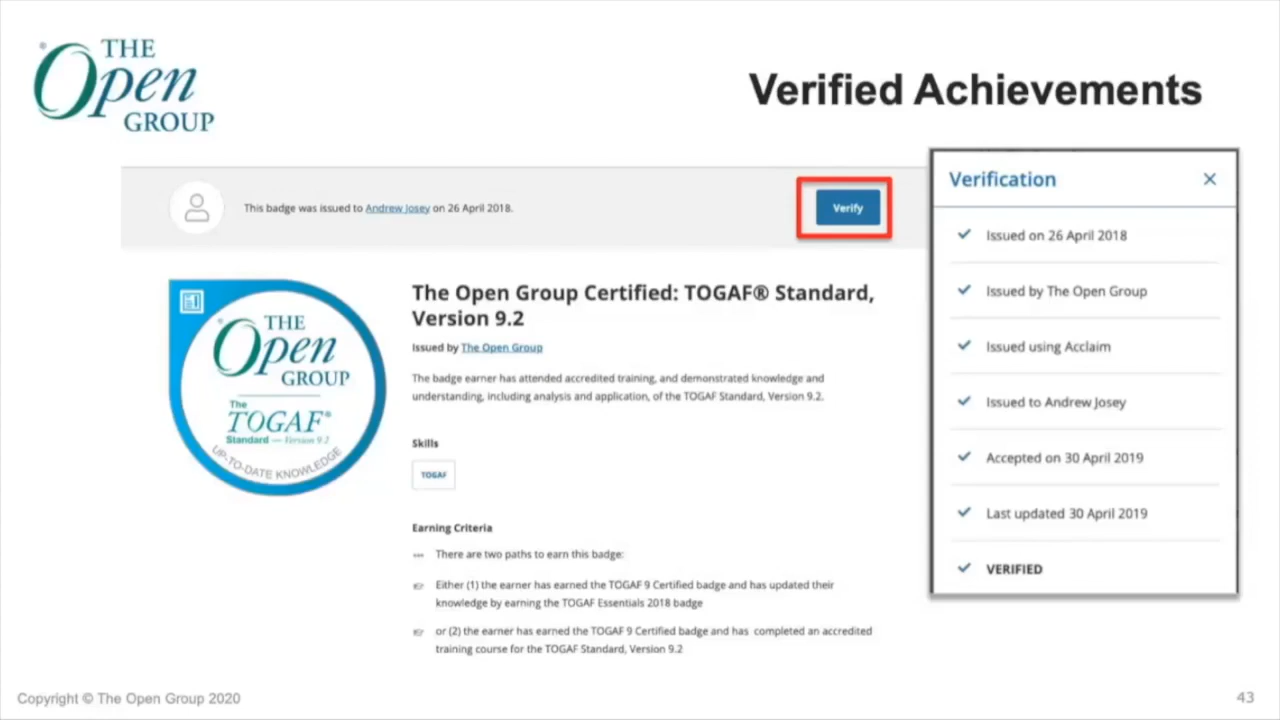 THE
Open
GROUP
Verified Achievements
This badge was issued to Andrew Josey on 26 April 2018.
Verify
THE
Open
GROUP
The
TOGAF®
Standard — Version 9.2
UP-TO-DATE KNOWLEDGE
The Open Group Certified: TOGAF® Standard,
Version 9.2
Issued by The Open Group
The badge earner has attended accredited training, and demonstrated knowledge and
understanding, including analysis and application, of the TOGAF Standard, Version 9.2.
Skills
TOGAF
Earning Criteria
There are two paths to earn this badge:
Either (1) the earner has earned the TOGAF 9 Certified badge and has updated their
knowledge by earning the TOGAF Essentials 2018 badge
or (2) the earner has earned the TOGAF 9 Certified badge and has completed an accredited
training course for the TOGAF Standard, Version 9.2
Verification
Issued on 26 April 2018
Issued by The Open Group
Issued using Acclaim
Issued to Andrew Josey
Accepted on 30 April 2019
Last updated 30 April 2019
VERIFIED
Copyright © The Open Group 2020
43